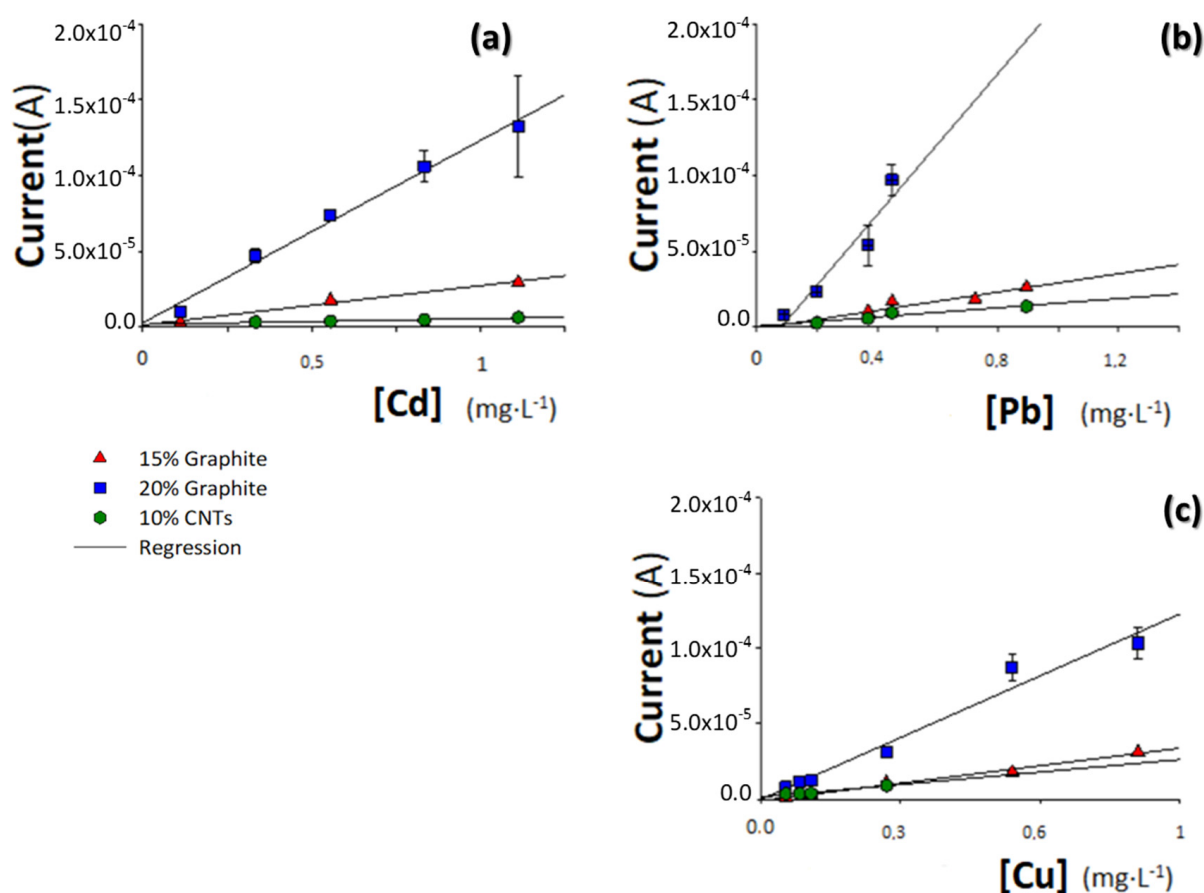 (a)
Current(A)
2.0x10⁻⁴
1.5x10⁻⁴
1.0x10⁻⁴
5.0x10⁻⁵
0.0
0
0,5
1
[Cd] (mg·L⁻¹)
(b)
Current (A)
2.0x10⁻⁴
1.5x10⁻⁴
1.0x10⁻⁴
5.0x10⁻⁵
0.0
0
0,4
0,8
1,2
[Pb] (mg·L⁻¹)
15% Graphite
20% Graphite
10% CNTs
Regression
(c)
Current (A)
2.0x10⁻⁴
1.5x10⁻⁴
1.0x10⁻⁴
5.0x10⁻⁵
0.0
0.0
0,3
0,6
1
[Cu] (mg·L⁻¹)